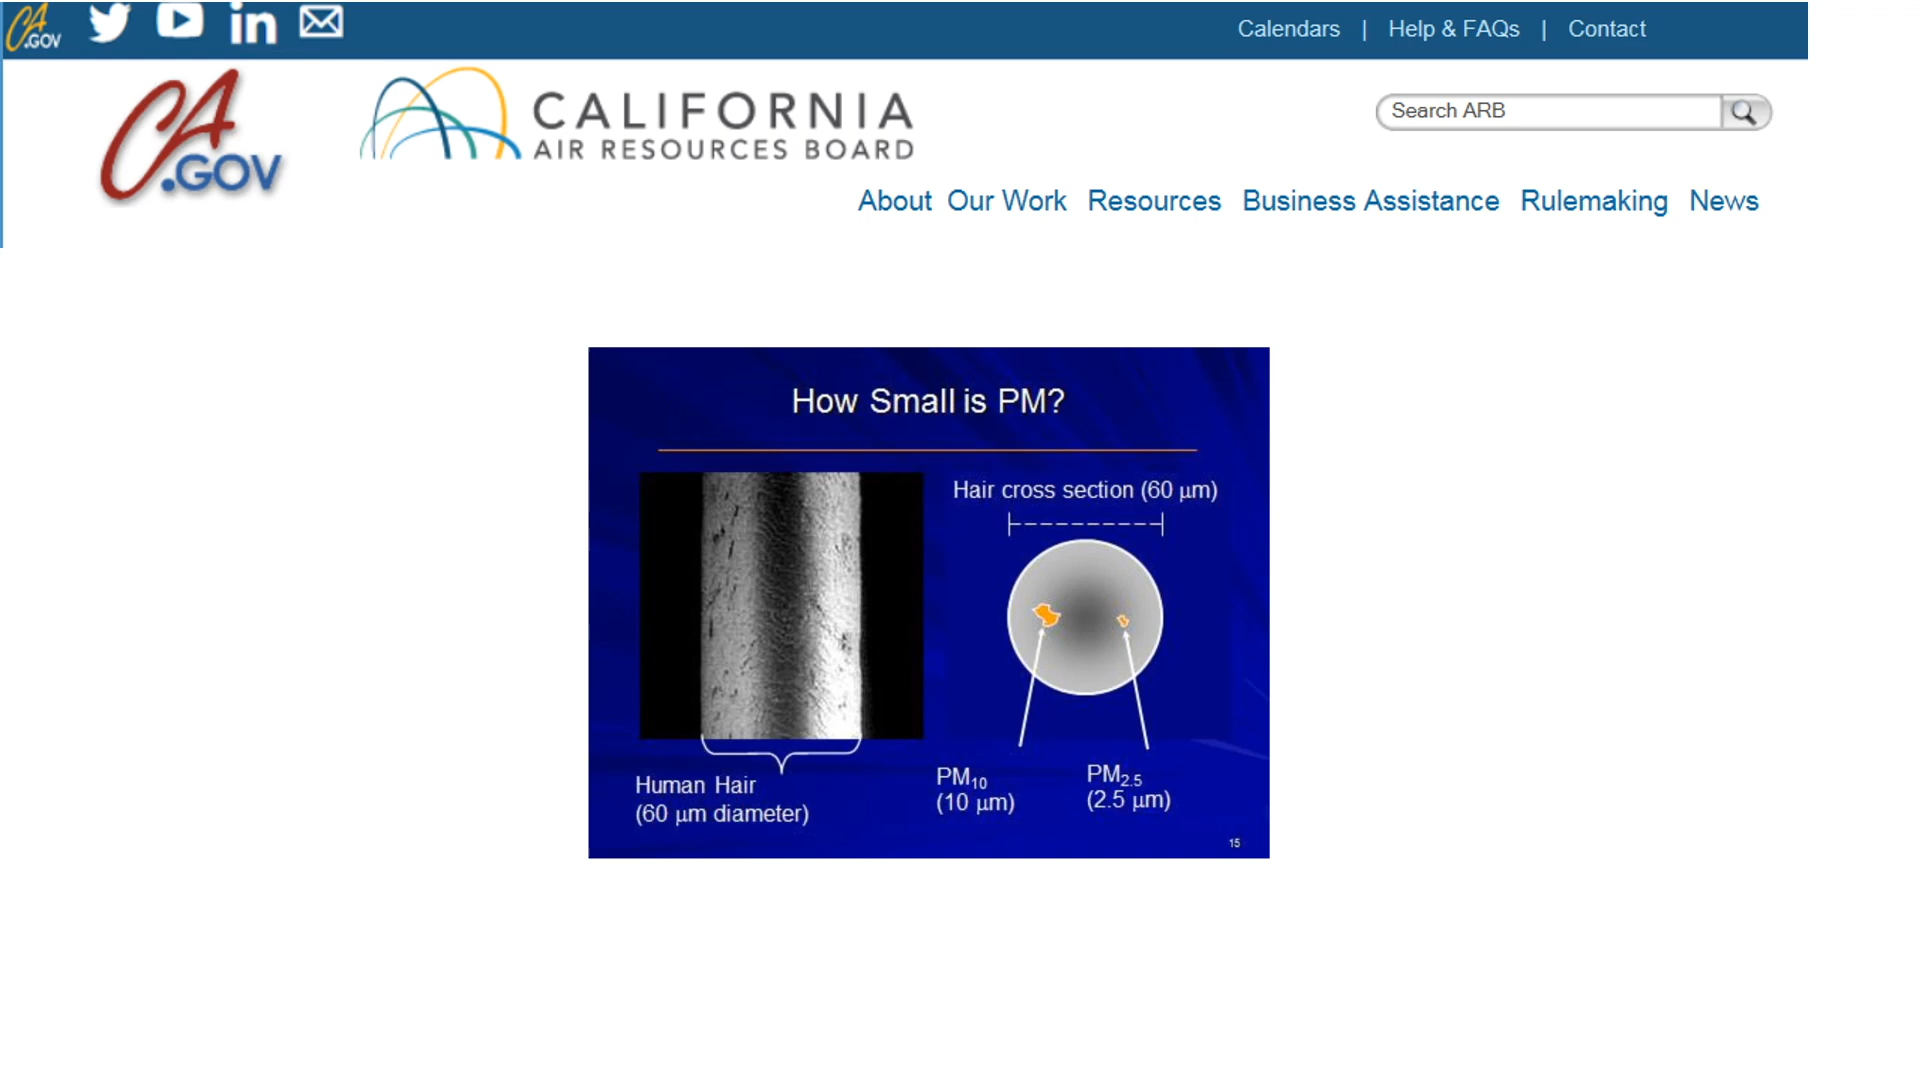 CA.GOV
Calendars | Help & FAQs | Contact
CA.GOV
CALIFORNIA
AIR RESOURCES BOARD
Search ARB
About Our Work Resources Business Assistance Rulemaking News
How Small is PM?
Hair cross section (60 µm)
Human Hair
(60 µm diameter)
PM₁₀
(10 µm)
PM₂.₅
(2.5 µm)
15